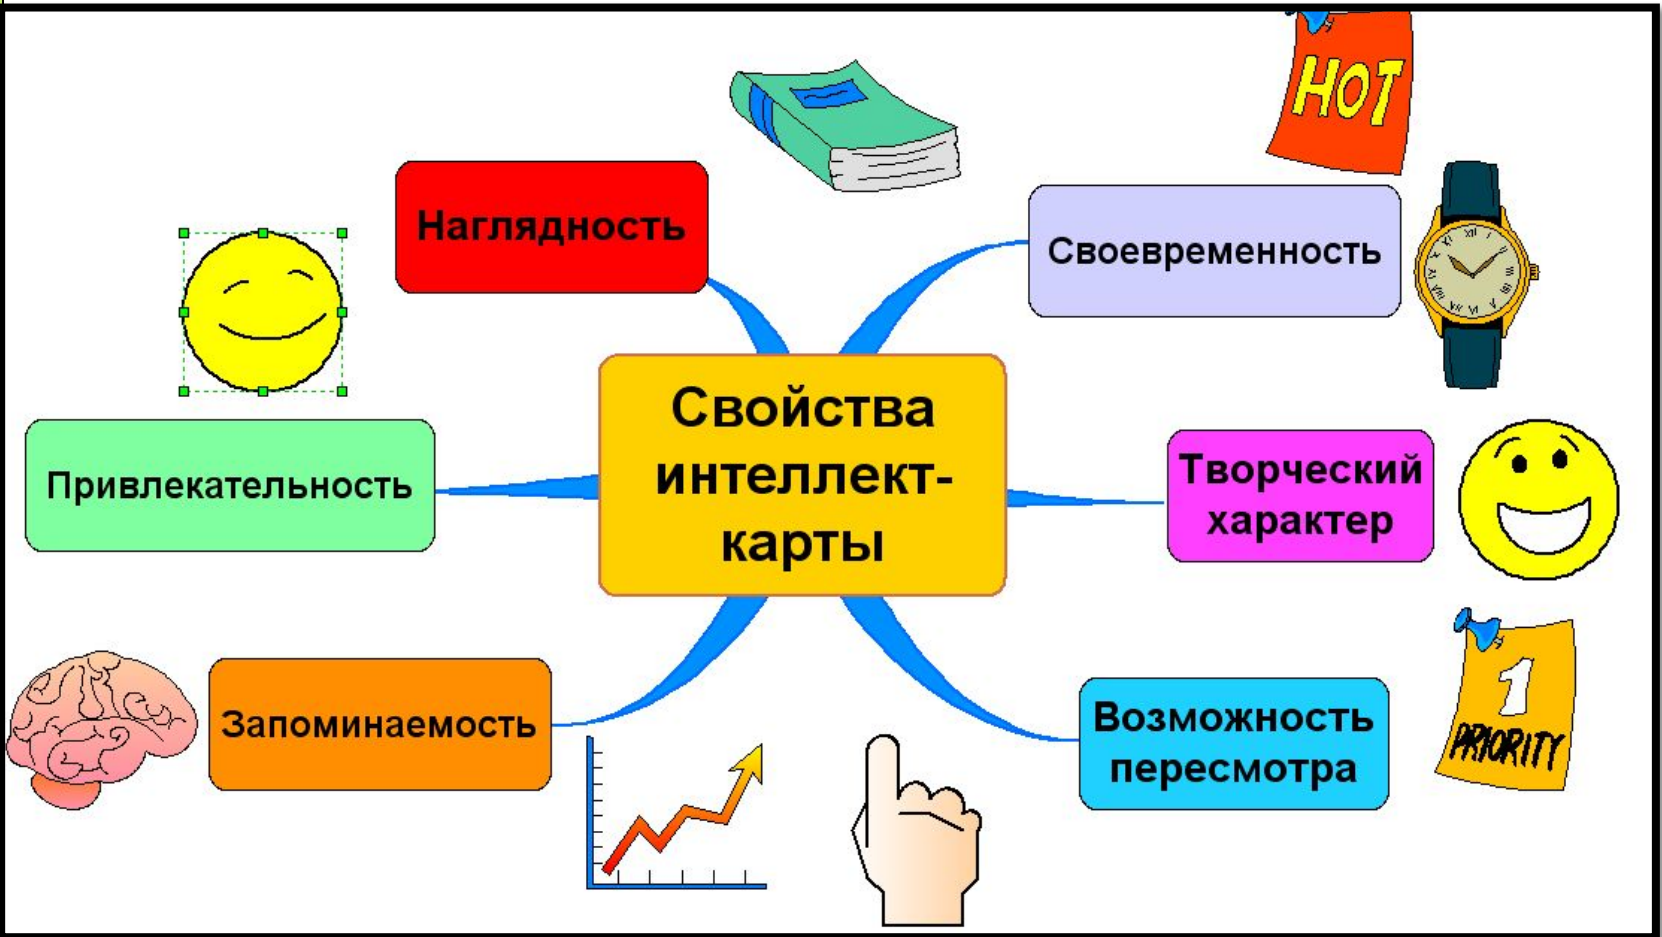 HOT
Наглядность
Своевременность
Свойства
интеллект-
карты
Привлекательность
Творческий
характер
Запоминаемость
Возможность
пересмотра
1
PRIORITY